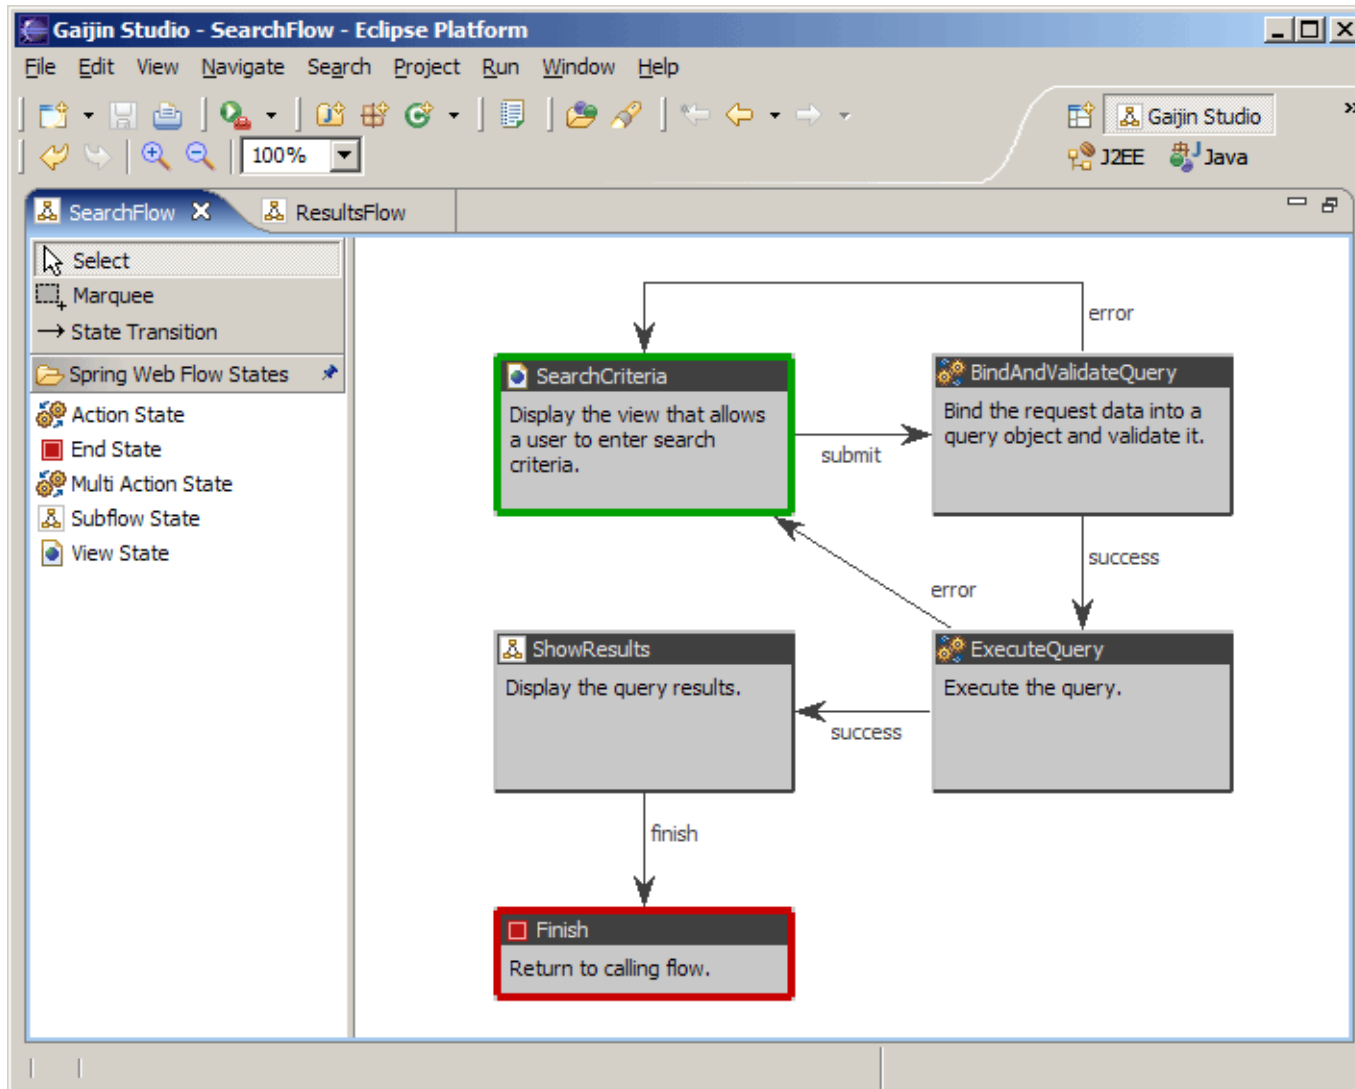 Gaijin Studio - SearchFlow - Eclipse Platform
File Edit View Navigate Search Project Run Window Help
Gaijin Studio
100%
J2EE Java
SearchFlow ResultsFlow
Select
Marquee
State Transition
Spring Web Flow States
Action State
End State
Multi Action State
Subflow State
View State
error
SearchCriteria
Display the view that allows
a user to enter search
criteria.
submit
BindAndValidateQuery
Bind the request data into a
query object and validate it.
success
error
ShowResults
Display the query results.
success
ExecuteQuery
Execute the query.
finish
Finish
Return to calling flow.